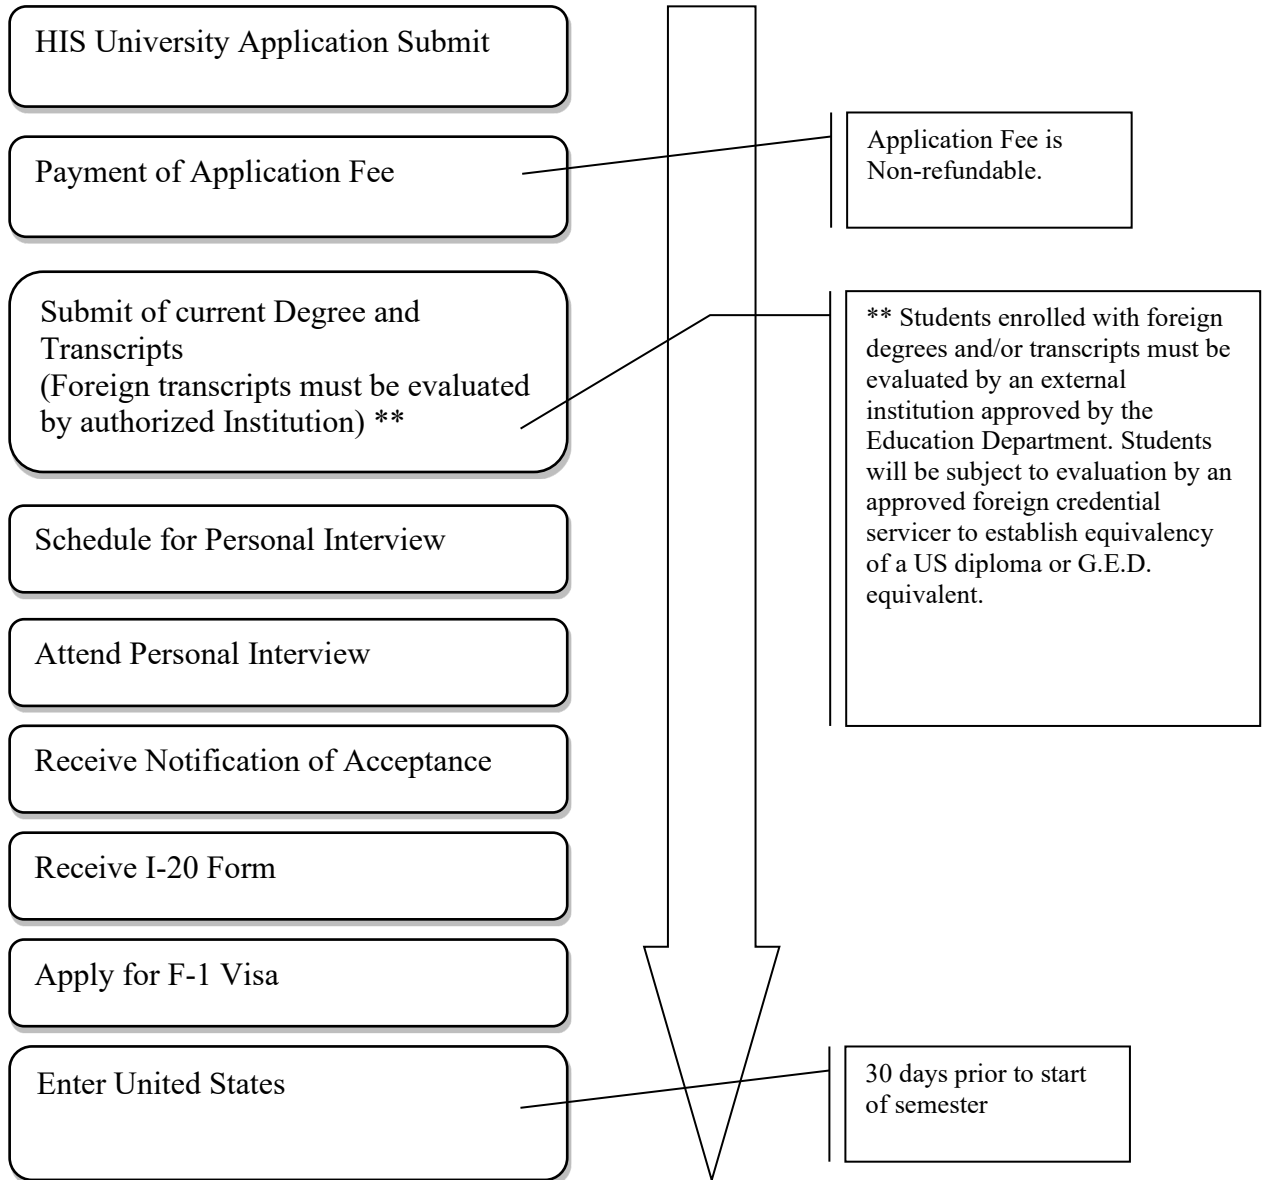 HIS University Application Submit
Payment of Application Fee
Application Fee is
Non-refundable.
Submit of current Degree and
Transcripts
(Foreign transcripts must be evaluated
by authorized Institution) **
** Students enrolled with foreign
degrees and/or transcripts must be
evaluated by an external
institution approved by the
Education Department. Students
will be subject to evaluation by an
approved foreign credential
servicer to establish equivalency
of a US diploma or G.E.D.
equivalent.
Schedule for Personal Interview
Attend Personal Interview
Receive Notification of Acceptance
Receive I-20 Form
Apply for F-1 Visa
Enter United States
30 days prior to start
of semester